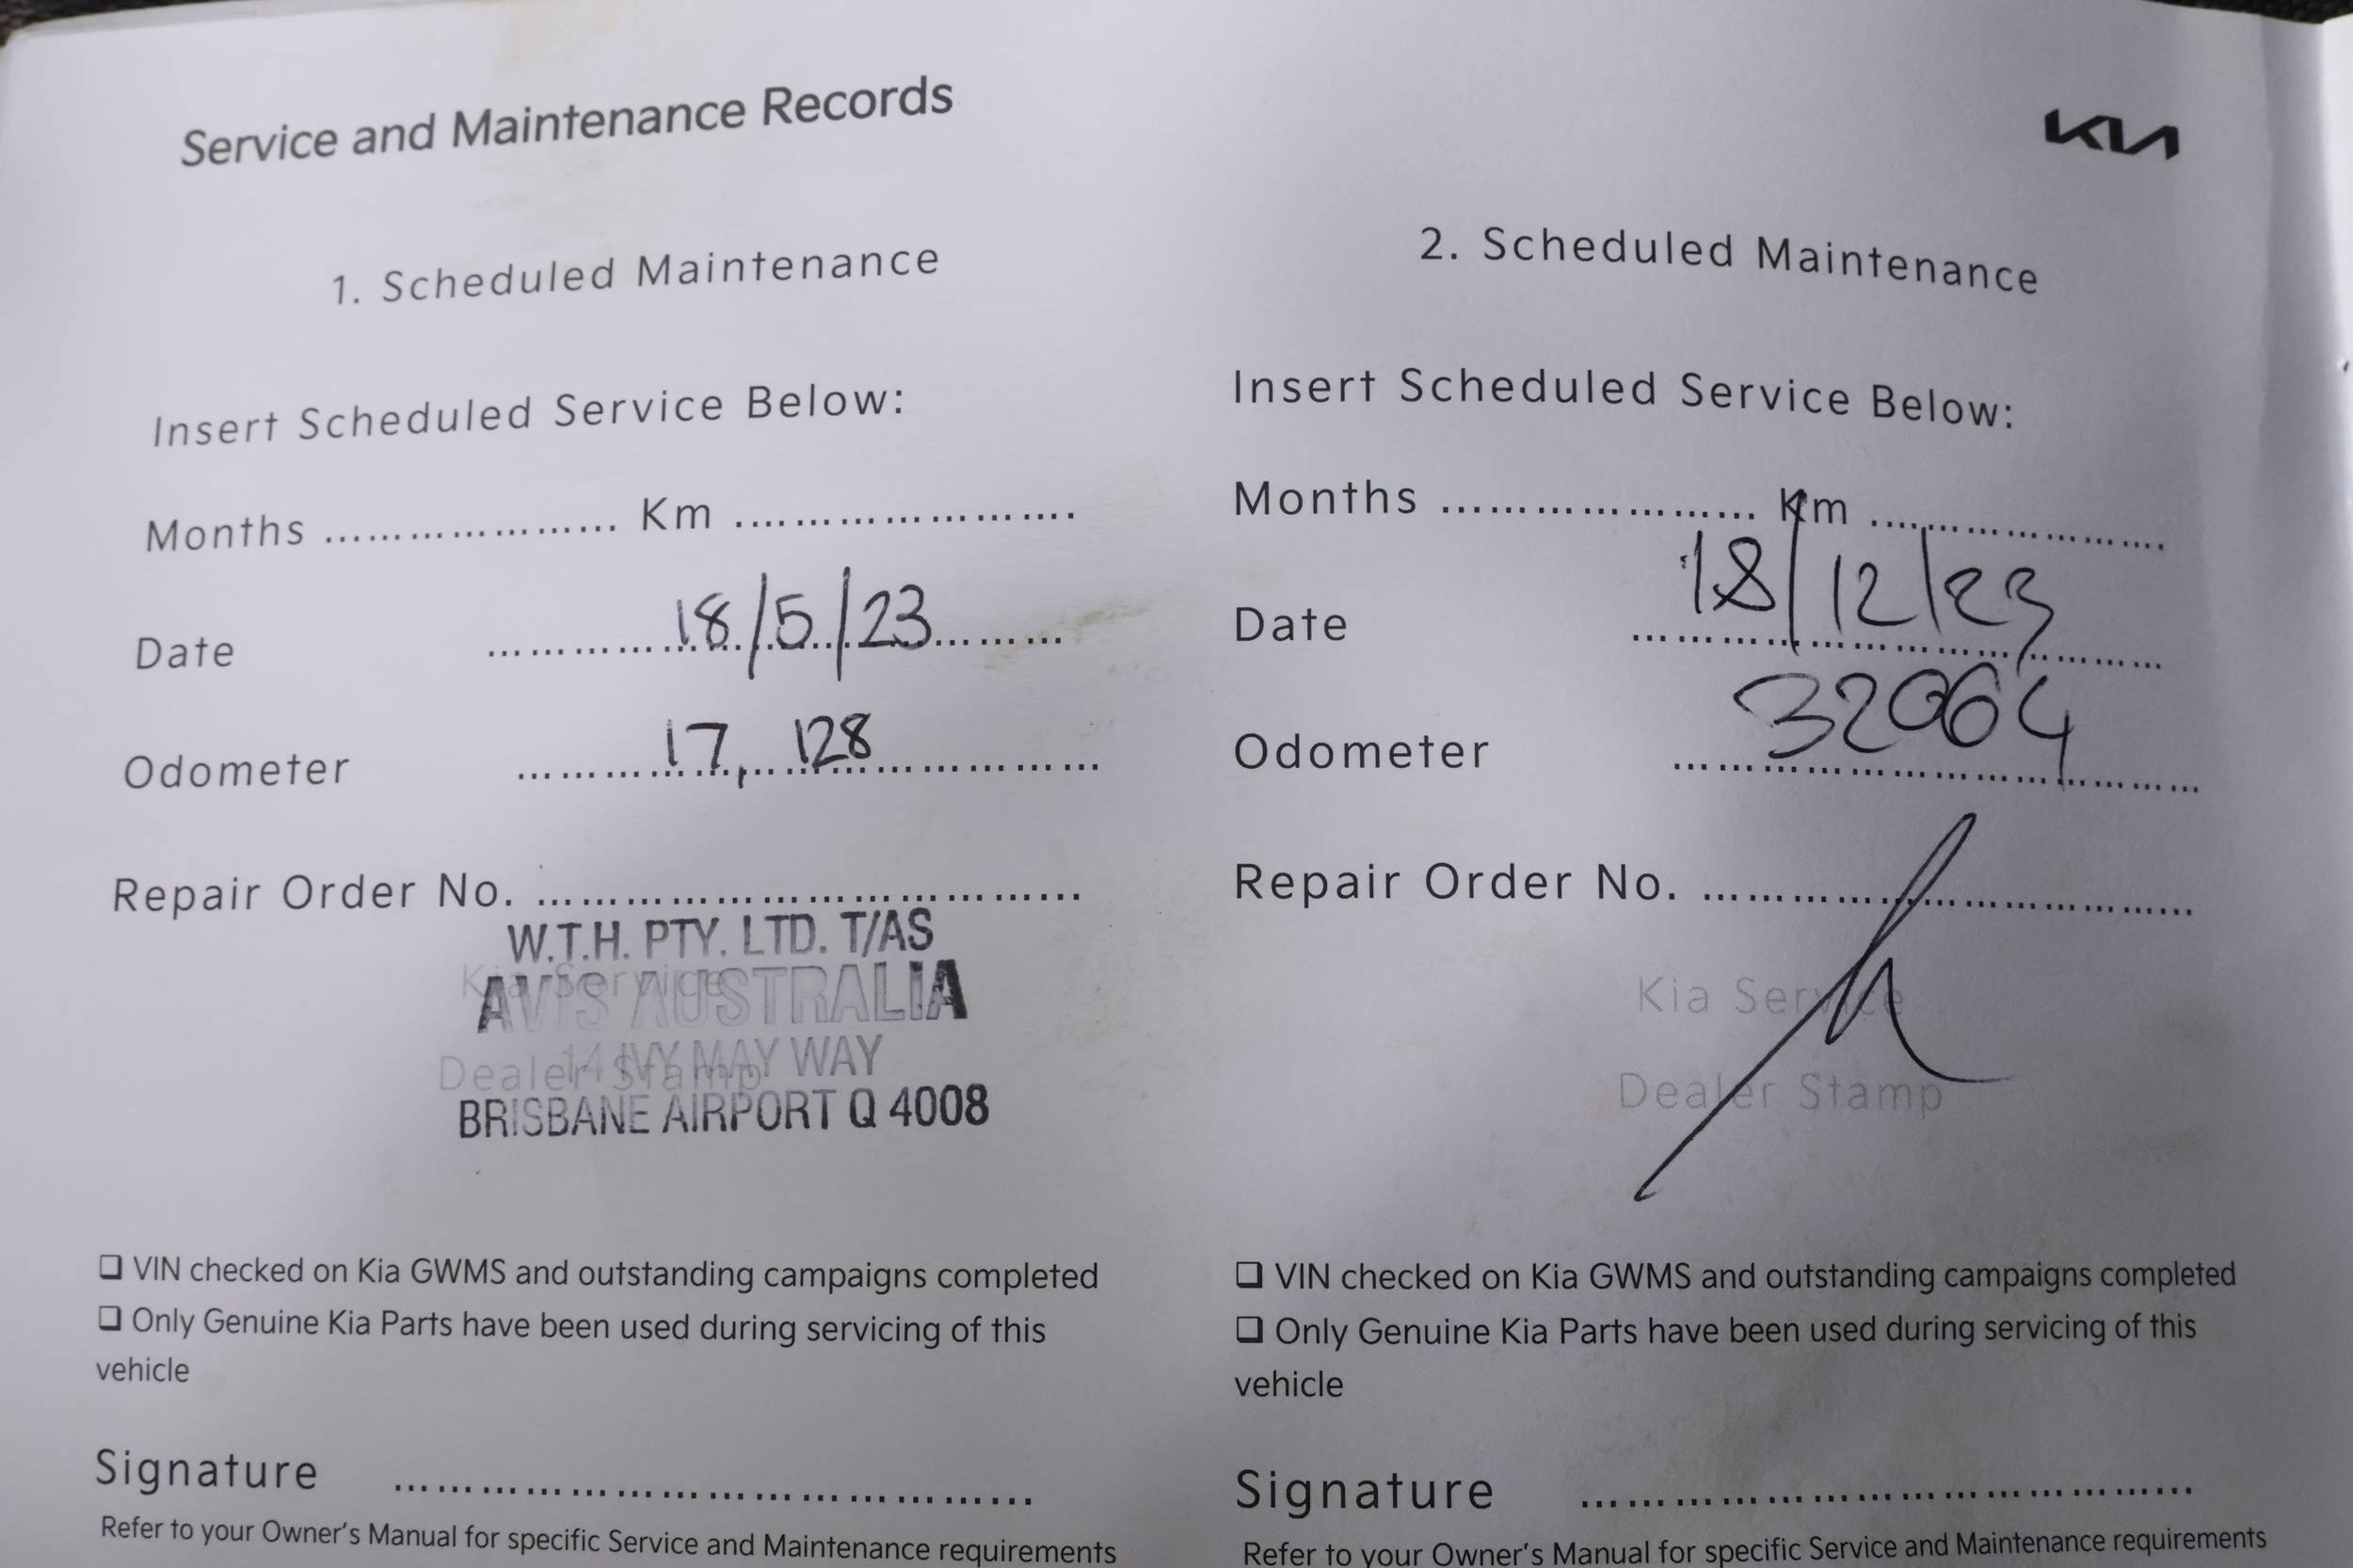 Service and Maintenance Records
1. Scheduled Maintenance
Insert Scheduled Service Below:
Months ........................ Km ........................
Date ........................ 18/5/23
Odometer ........................ 17, 128
Repair Order No. ........................
W.T.H. PTY. LTD. T/AS
Kia Service
AVIS AUSTRALIA
Dealer Stamp
14 IVY MAY WAY
BRISBANE AIRPORT Q 4008
❏ VIN checked on Kia GWMS and outstanding campaigns completed
❏ Only Genuine Kia Parts have been used during servicing of this
vehicle
Signature ........................
Refer to your Owner's Manual for specific Service and Maintenance requirements
KIA
2. Scheduled Maintenance
Insert Scheduled Service Below:
Months ........................ Km ........................
Date ........................ 18/12/23
Odometer ........................ 32064
Repair Order No. ........................
Kia Service
Dealer Stamp
❏ VIN checked on Kia GWMS and outstanding campaigns completed
❏ Only Genuine Kia Parts have been used during servicing of this
vehicle
Signature ........................
Refer to your Owner's Manual for specific Service and Maintenance requirements